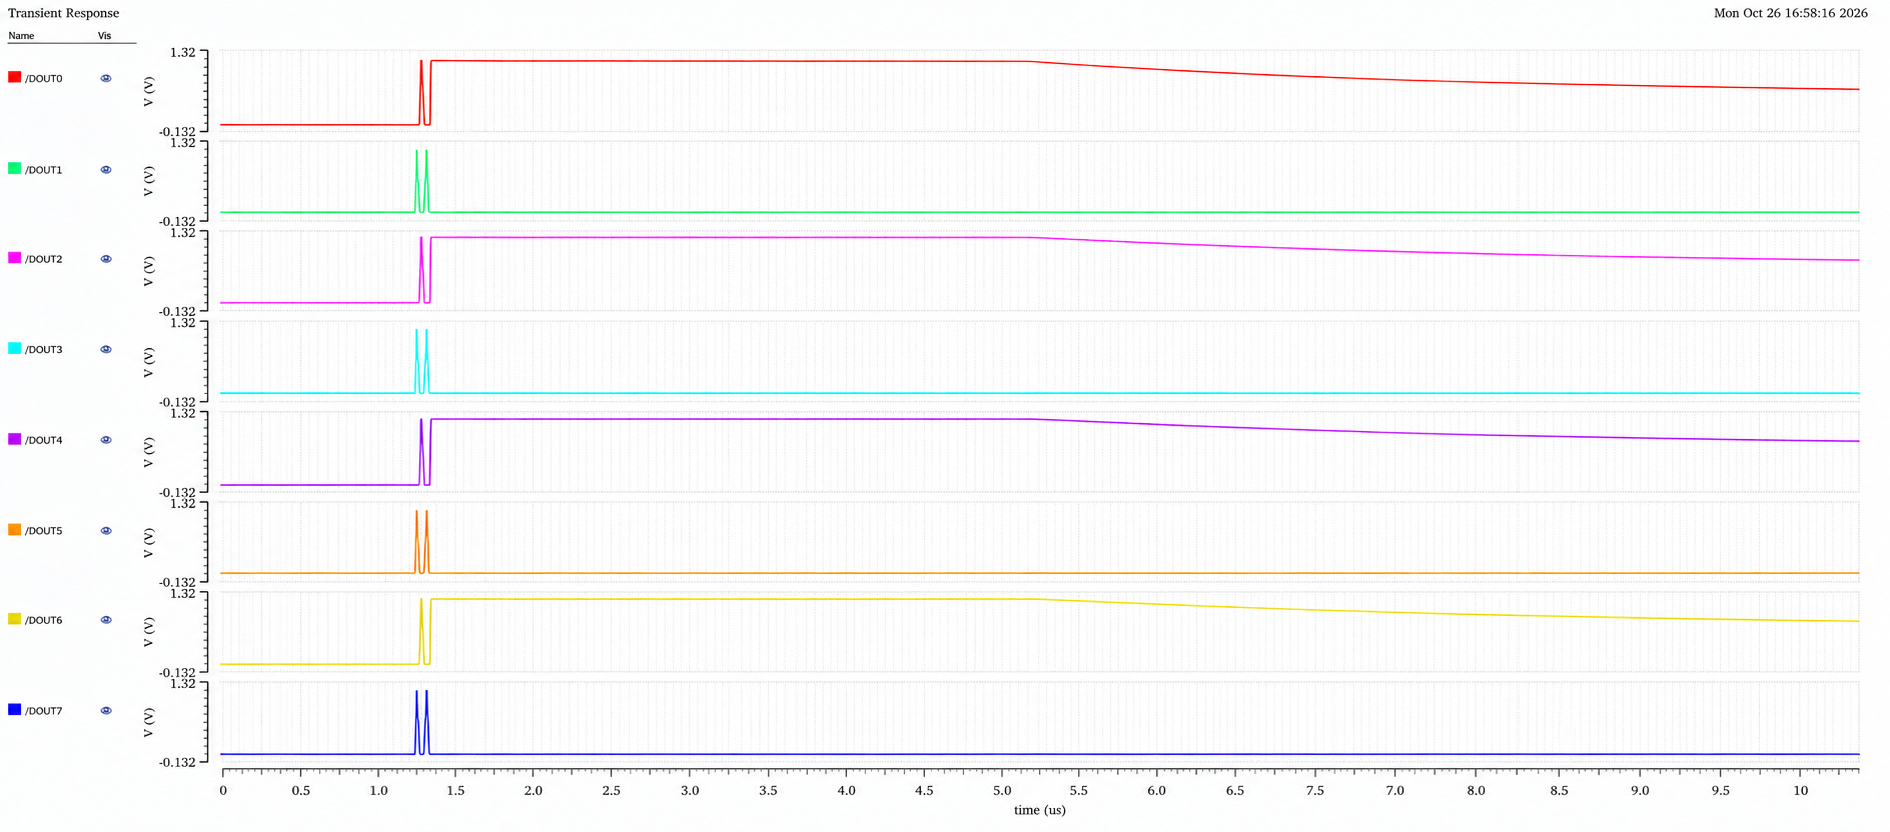 Transient Response
Mon Oct 26 16:58:16 2026
Name Vis
1.32
/DOUT0
V (V)
-0.132
1.32
/DOUT1
V (V)
-0.132
1.32
/DOUT2
V (V)
-0.132
1.32
/DOUT3
V (V)
-0.132
1.32
/DOUT4
V (V)
-0.132
1.32
/DOUT5
V (V)
-0.132
1.32
/DOUT6
V (V)
-0.132
1.32
/DOUT7
V (V)
-0.132
0 0.5 1.0 1.5 2.0 2.5 3.0 3.5 4.0 4.5 5.0 5.5 6.0 6.5 7.5 7.0 8.0 8.5 9.0 9.5 10
time (us)